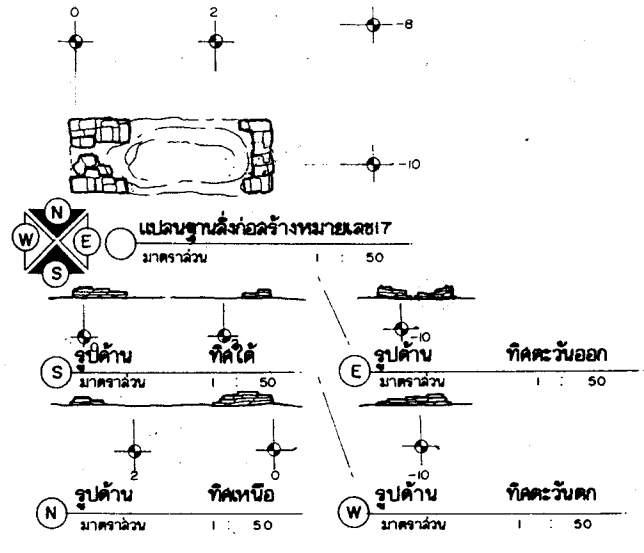 0 2 -8
-10
N
W E
S
แปลนฐานสิ่งก่อสร้างหมายเลข17
มาตราส่วน 1 : 50
-10
S รูปด้าน ทิศใต้
มาตราส่วน 1 : 50
E รูปด้าน ทิศตะวันออก
มาตราส่วน 1 : 50
2 0 -10
N รูปด้าน ทิศเหนือ
มาตราส่วน 1 : 50
W รูปด้าน ทิศตะวันตก
มาตราส่วน 1 : 50